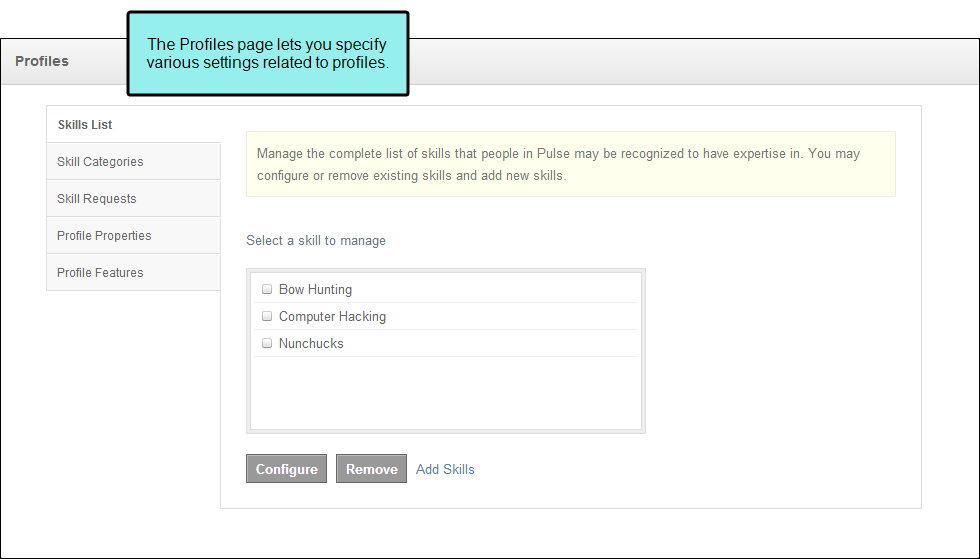 The Profiles page lets you specify
various settings related to profiles.
Profiles
Skills List
Skill Categories
Skill Requests
Profile Properties
Profile Features
Manage the complete list of skills that people in Pulse may be recognized to have expertise in. You may
configure or remove existing skills and add new skills.
Select a skill to manage
Bow Hunting
Computer Hacking
Nunchucks
Configure Remove Add Skills